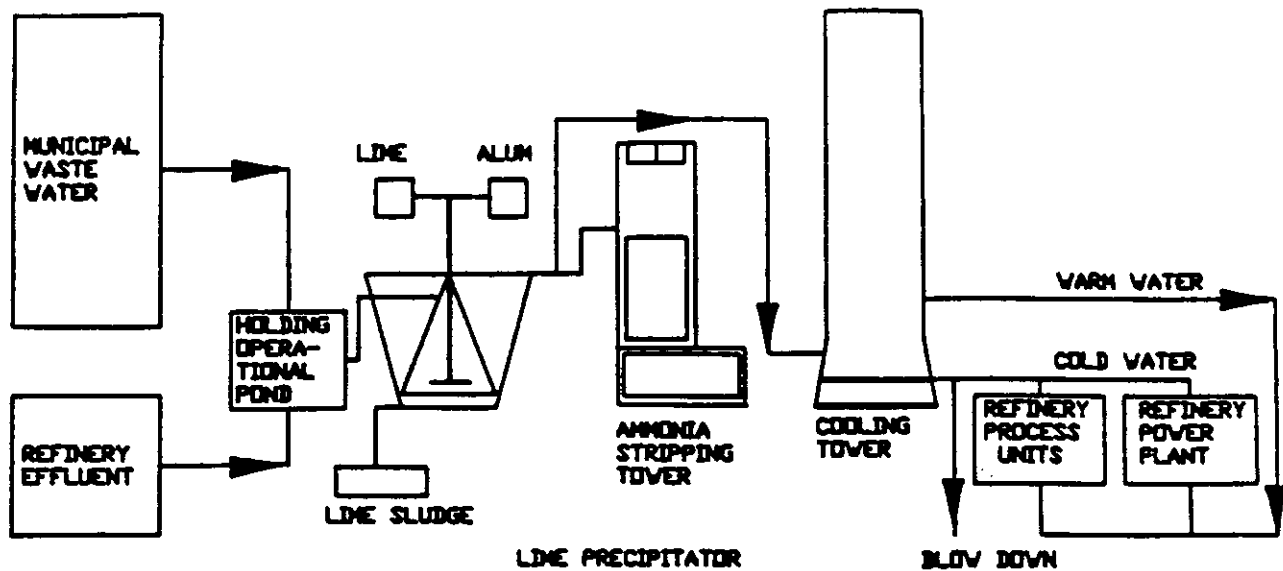 MUNICIPAL
WASTE
WATER
LIME
ALUM
HOLDING
OPERA-
TIONAL
POND
REFINERY
EFFLUENT
LIME SLUDGE
AMMONIA
STRIPPING
TOWER
COOLING
TOWER
WARM WATER
COLD WATER
REFINERY
PROCESS
UNITS
REFINERY
POWER
PLANT
LIME PRECIPITATOR
BLOW DOWN